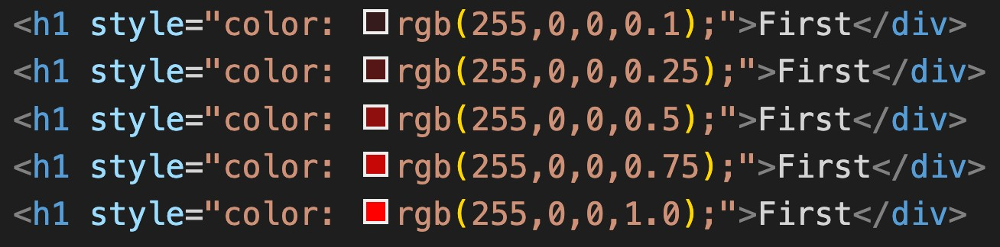 <h1 style="color: rgb(255,0,0,0.1);">First</div>
<h1 style="color: rgb(255,0,0,0.25);">First</div>
<h1 style="color: rgb(255,0,0,0.5);">First</div>
<h1 style="color: rgb(255,0,0,0.75);">First</div>
<h1 style="color: rgb(255,0,0,1.0);">First</div>